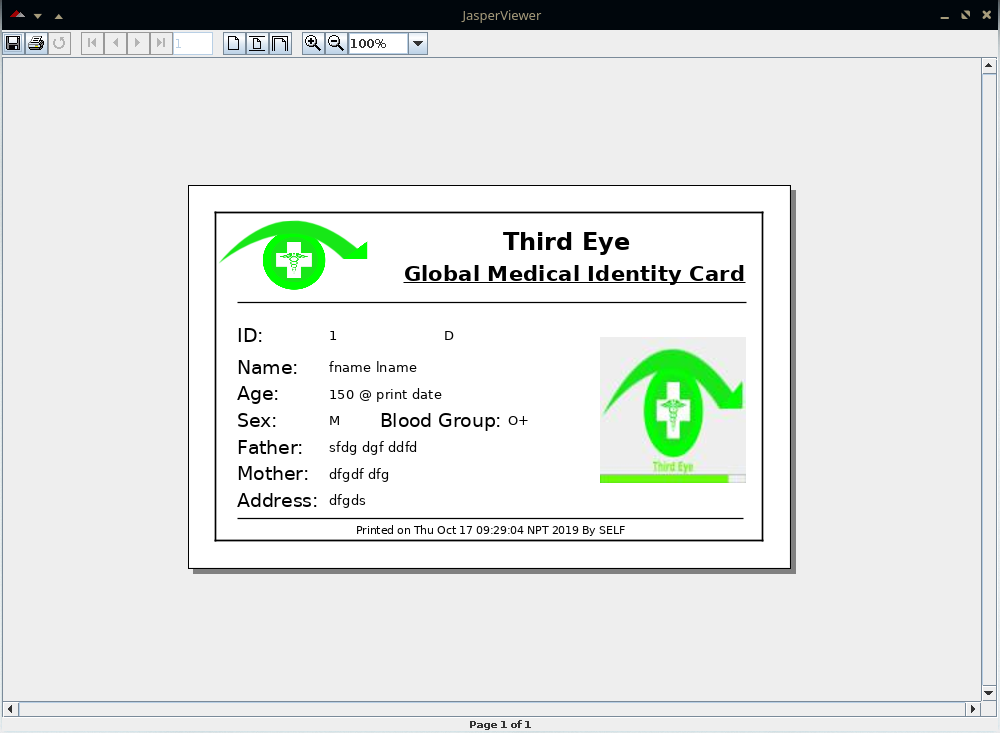 JasperViewer
1
100%
Third Eye
Global Medical Identity Card
ID: 1 D
Name: fname lname
Age: 150 @ print date
Sex: M Blood Group: O+
Father: sfdg dgf ddfd
Mother: dfgdf dfg
Address: dfgds
Third Eye
Printed on Thu Oct 17 09:29:04 NPT 2019 By SELF
Page 1 of 1